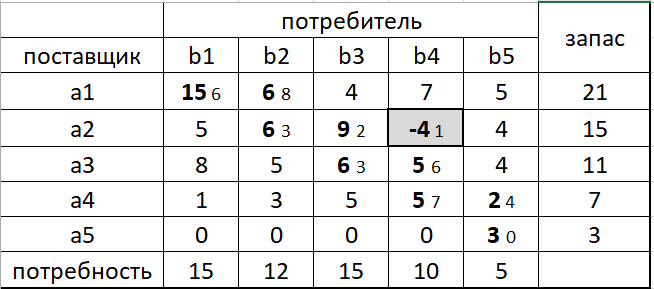 потребитель запас
поставщик b1 b2 b3 b4 b5
a1 15 6 6 8 4 7 5 21
a2 5 6 3 9 2 -4 1 4 15
a3 8 5 6 3 5 6 4 11
a4 1 3 5 5 7 2 4 7
a5 0 0 0 0 3 0 3
потребность 15 12 15 10 5